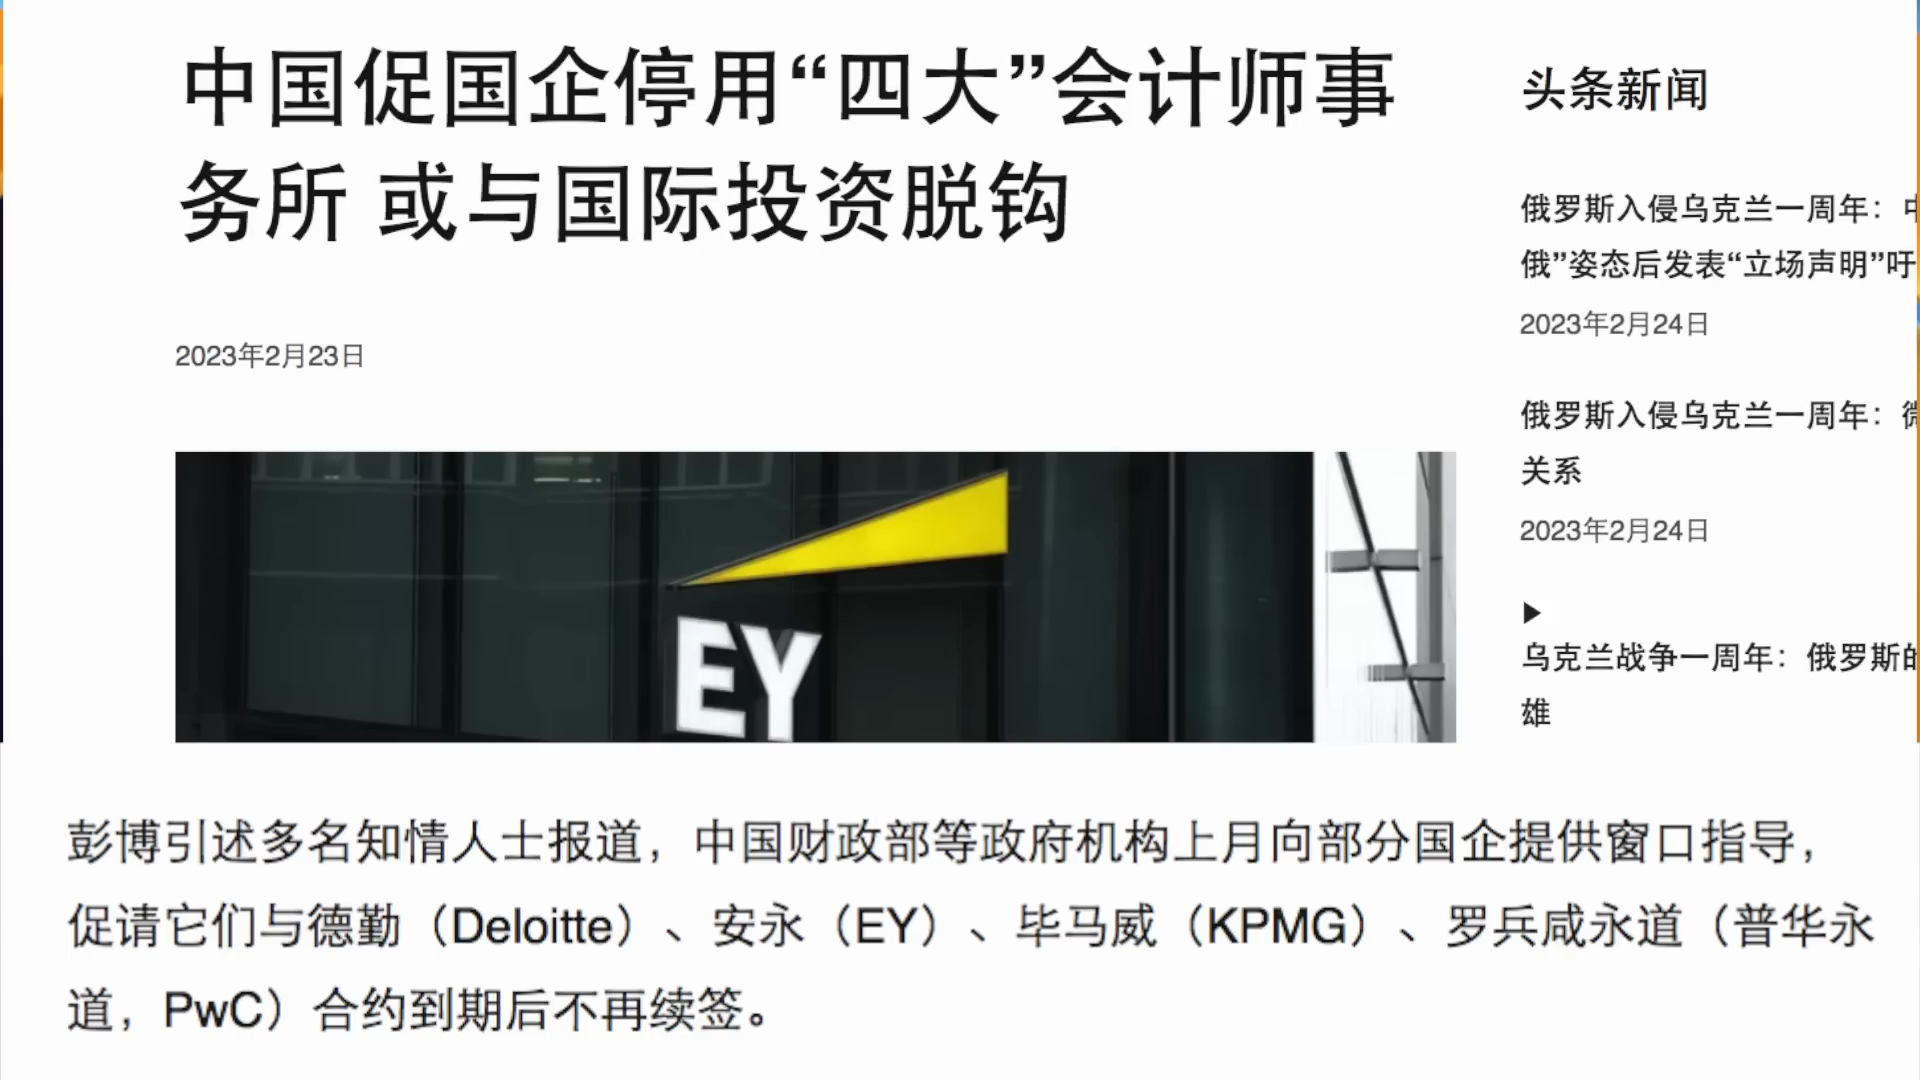 中国促国企停用“四大”会计师事
务所 或与国际投资脱钩
2023年2月23日
EY
头条新闻
俄罗斯入侵乌克兰一周年：中
俄”姿态后发表“立场声明”吁
2023年2月24日
俄罗斯入侵乌克兰一周年：微
关系
2023年2月24日
乌克兰战争一周年：俄罗斯的
雄
彭博引述多名知情人士报道，中国财政部等政府机构上月向部分国企提供窗口指导，
促请它们与德勤（Deloitte）、安永（EY）、毕马威（KPMG）、罗兵咸永道（普华永
道，PwC）合约到期后不再续签。